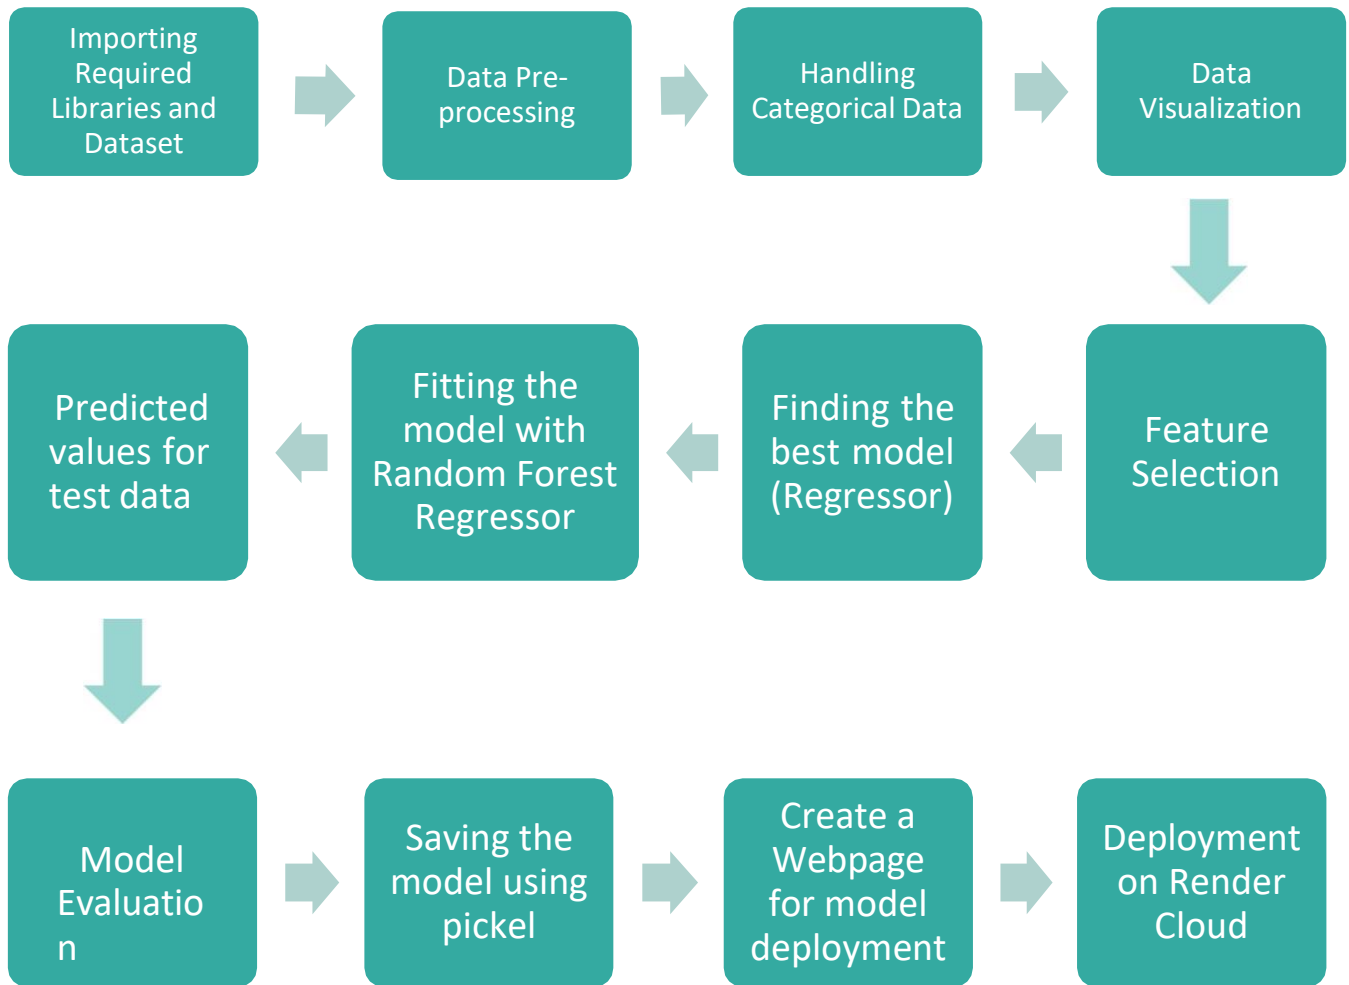 Importing
Required
Libraries and
Dataset
Data Pre-
processing
Handling
Categorical Data
Data
Visualization
Feature
Selection
Finding the
best model
(Regressor)
Fitting the
model with
Random Forest
Regressor
Predicted
values for
test data
Model
Evaluatio
n
Saving the
model using
pickel
Create a
Webpage
for model
deployment
Deployment
on Render
Cloud